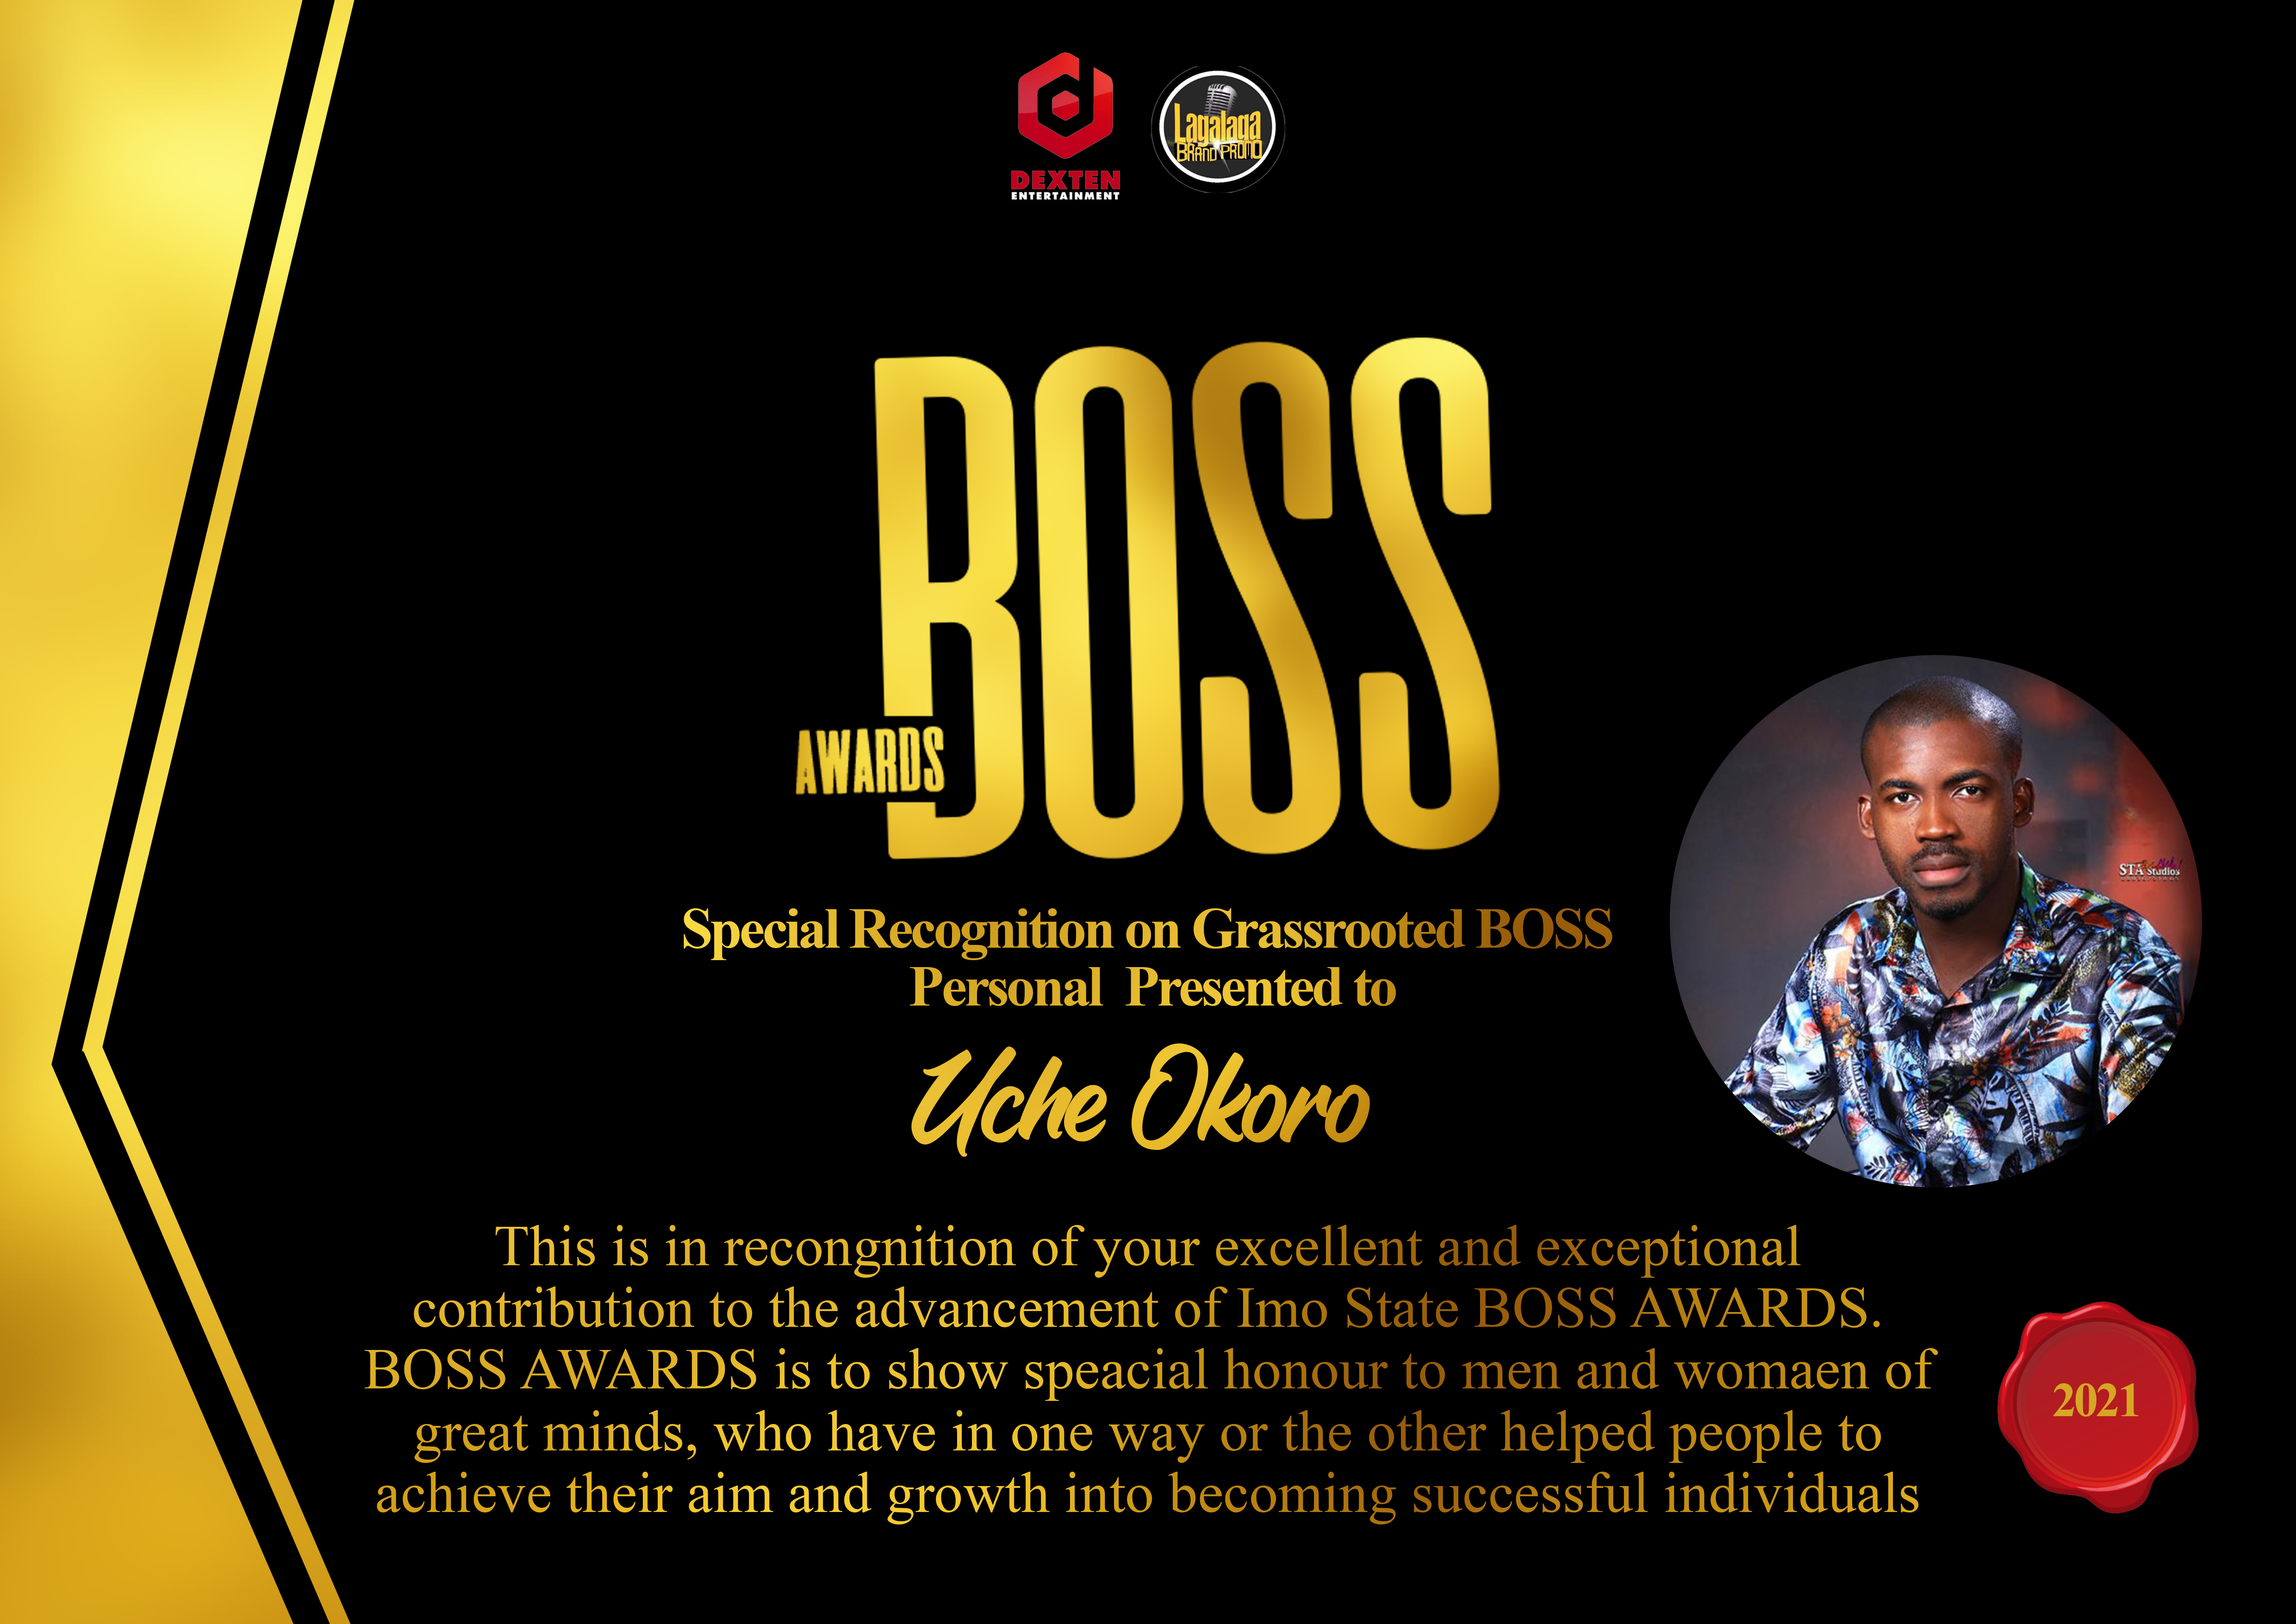 DEXTEN
ENTERTAINMENT
Lagalaga
BRAND PROMO
BOSS
AWARDS
Special Recognition on Grassrooted BOSS
Personal Presented to
Uche Okoro
STA Studios
This is in recongnition of your excellent and exceptional
contribution to the advancement of Imo State BOSS AWARDS.
BOSS AWARDS is to show speacial honour to men and womaen of
great minds, who have in one way or the other helped people to
achieve their aim and growth into becoming successful individuals
2021